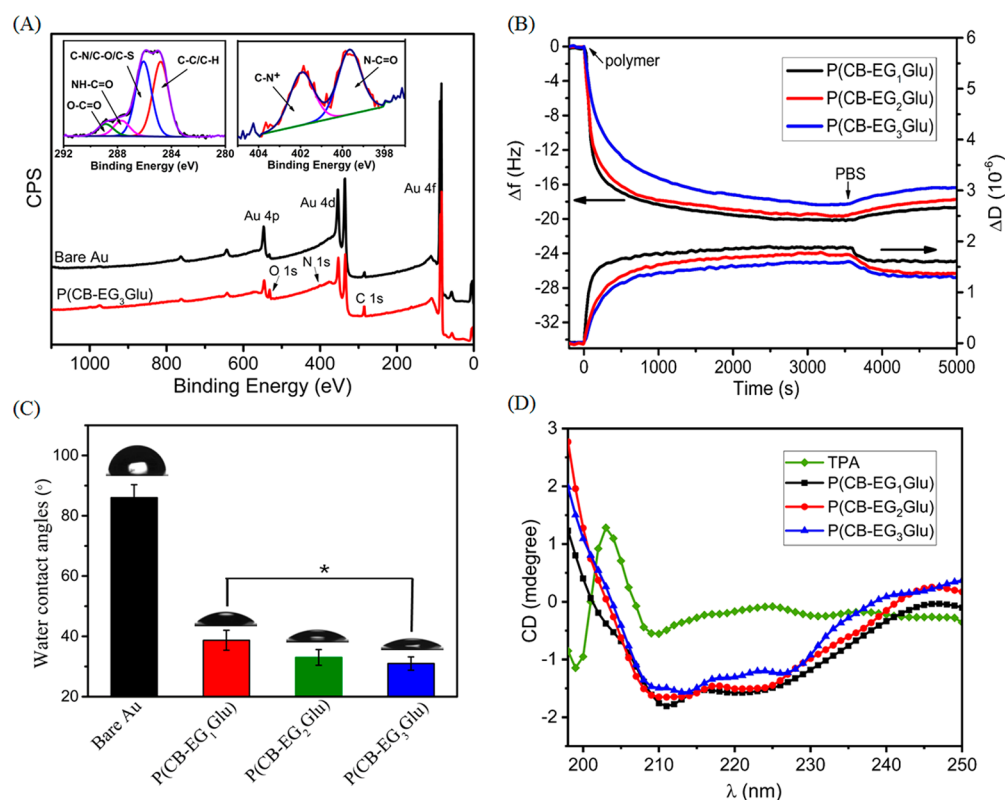 (A)
C-N/C-O/C-S
NH-C=O
O-C=O
C-C/C-H
292 288 284 280
Binding Energy (eV)
C-N⁺
N-C=O
404 402 400 398
Binding Energy (eV)
CPS
Au 4p
Au 4d
Au 4f
Bare Au
O 1s
N 1s
C 1s
P(CB-EG₃Glu)
1000 800 600 400 200 0
Binding Energy (eV)
(B)
polymer
P(CB-EG₁Glu)
P(CB-EG₂Glu)
P(CB-EG₃Glu)
PBS
0
-4
-8
-12
-16
-20
-24
-28
-32
Δf (Hz)
6
5
4
3
2
1
0
ΔD (10⁻⁶)
0 1000 2000 3000 4000 5000
Time (s)
(C)
Water contact angles (°)
100
80
60
40
20
*
Bare Au
P(CB-EG₁Glu)
P(CB-EG₂Glu)
P(CB-EG₃Glu)
(D)
TPA
P(CB-EG₁Glu)
P(CB-EG₂Glu)
P(CB-EG₃Glu)
CD (mdegree)
3
2
1
0
-1
-2
200 210 220 230 240 250
λ (nm)